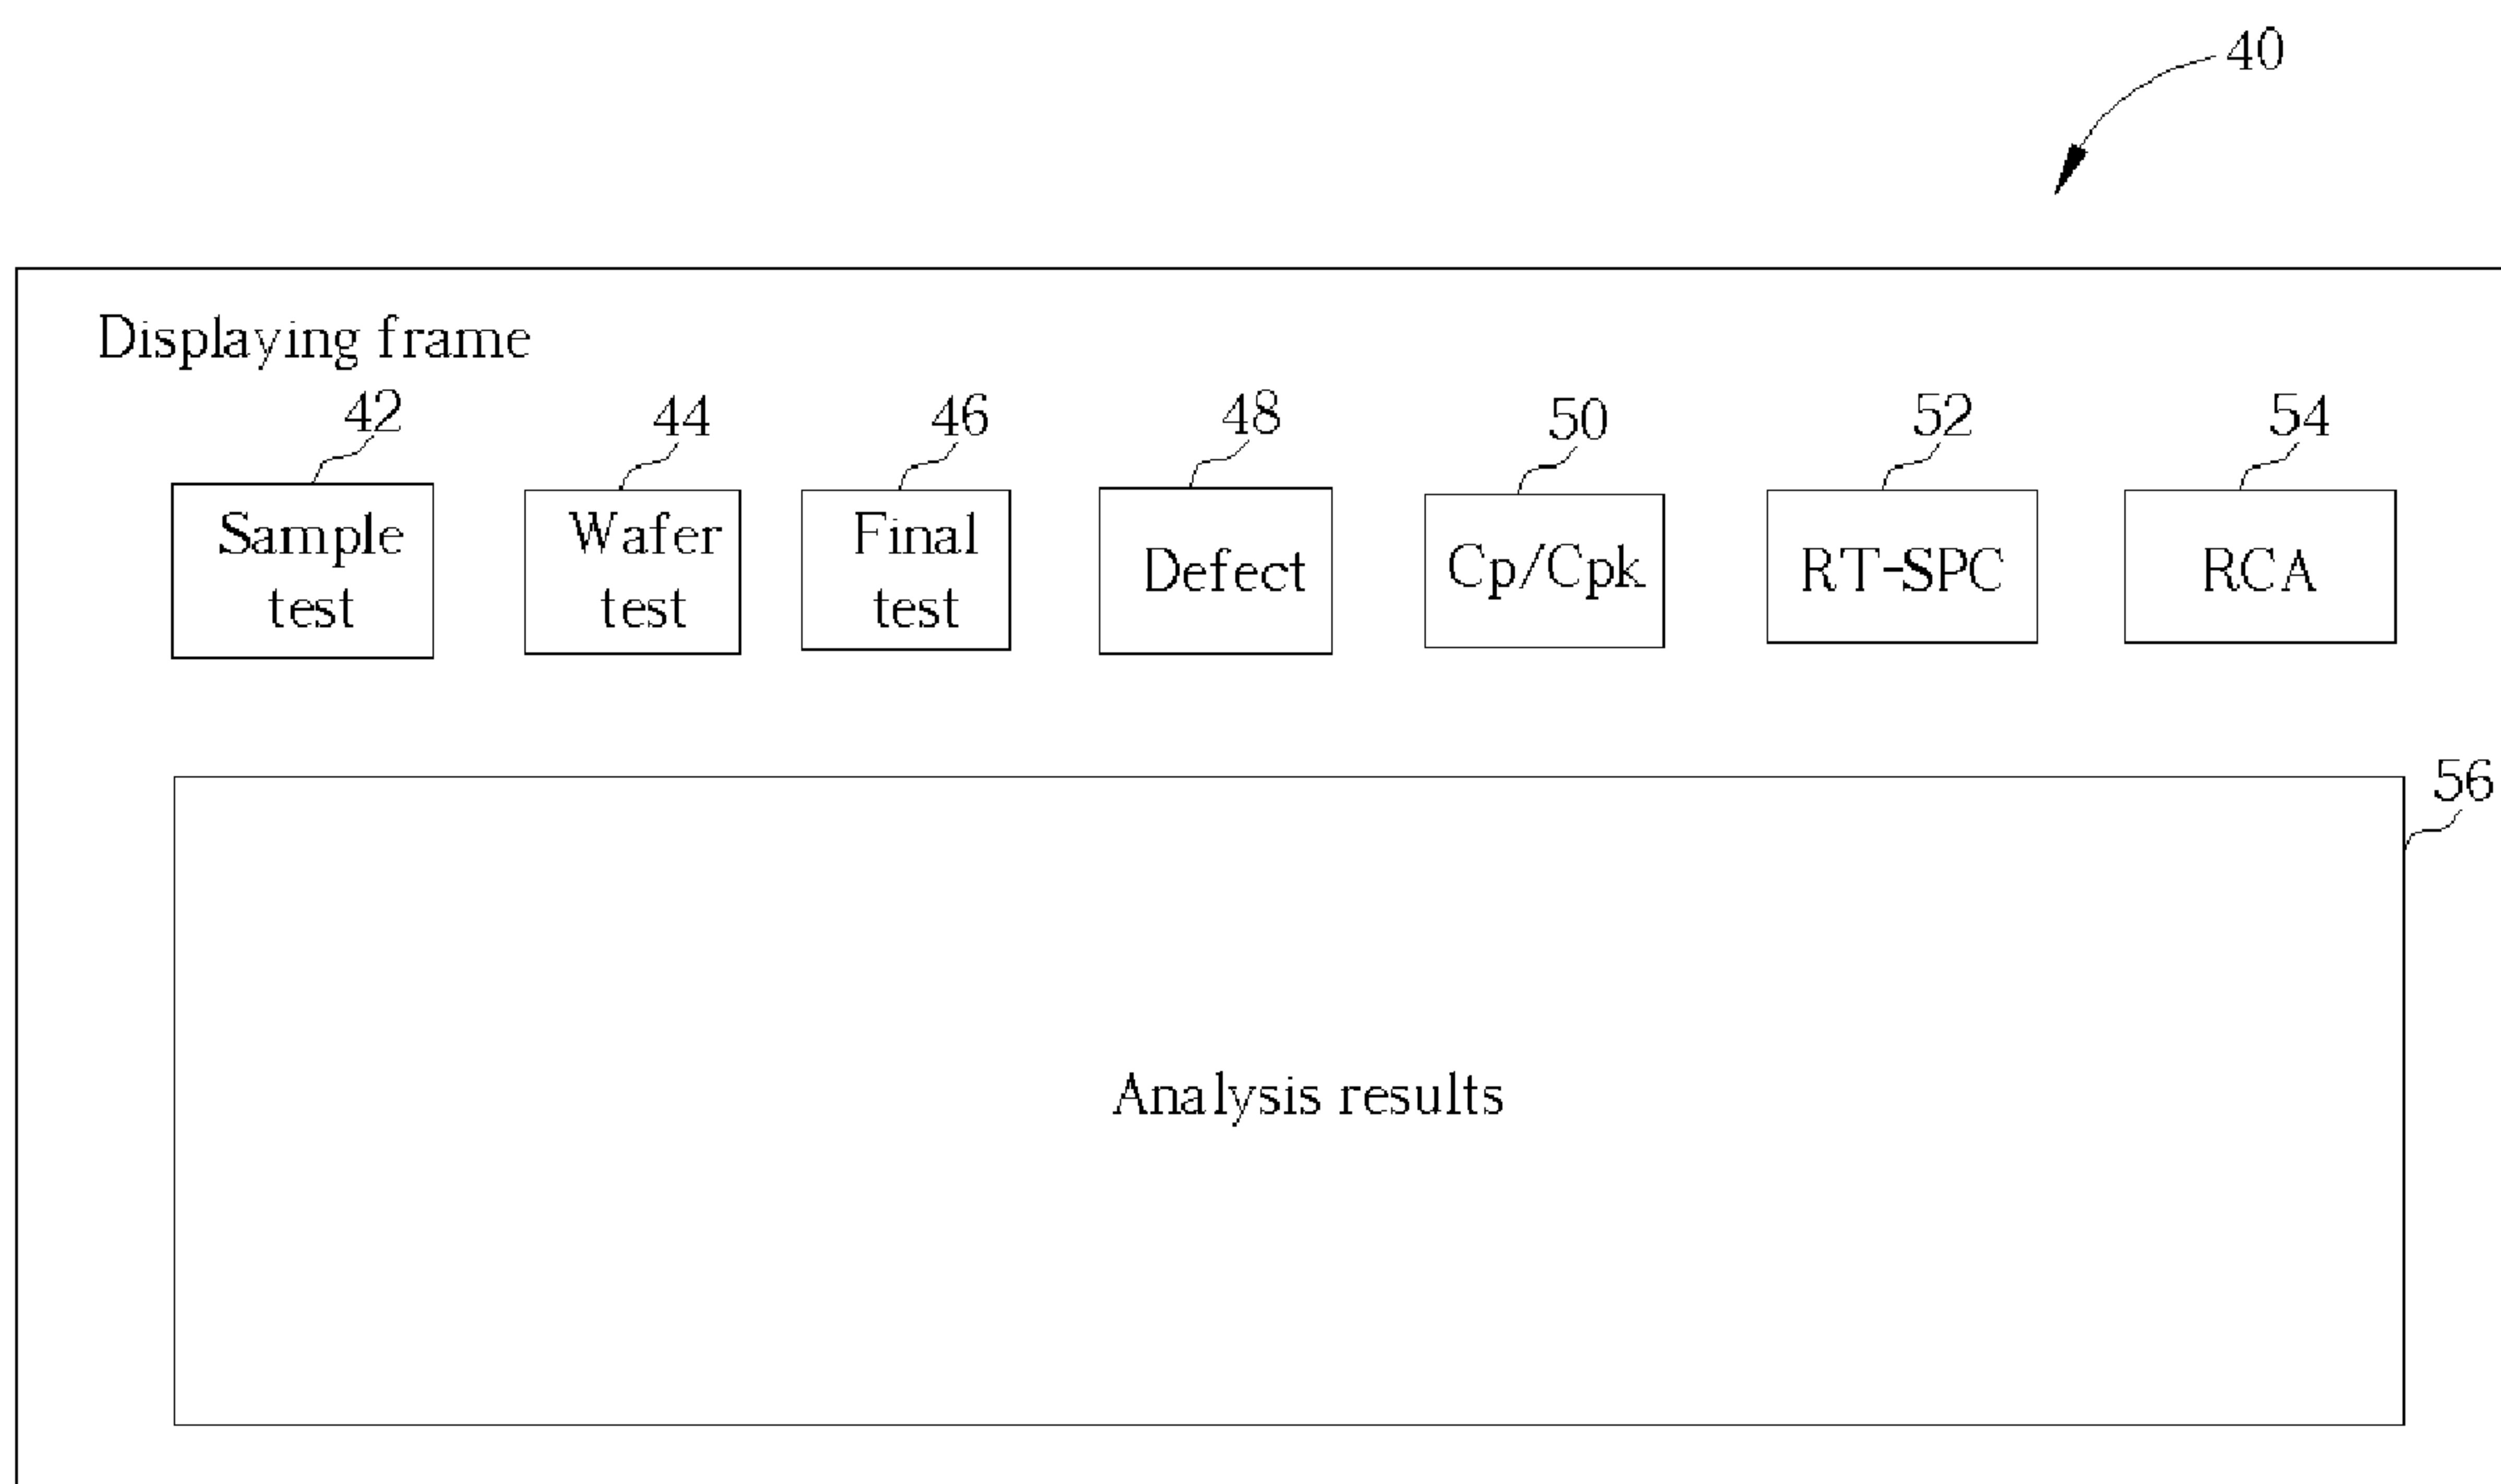 40
Displaying frame
42
44
46
48
50
52
54
Sample
test
Wafer
test
Final
test
Defect
Cp/Cpk
RT-SPC
RCA
56
Analysis results